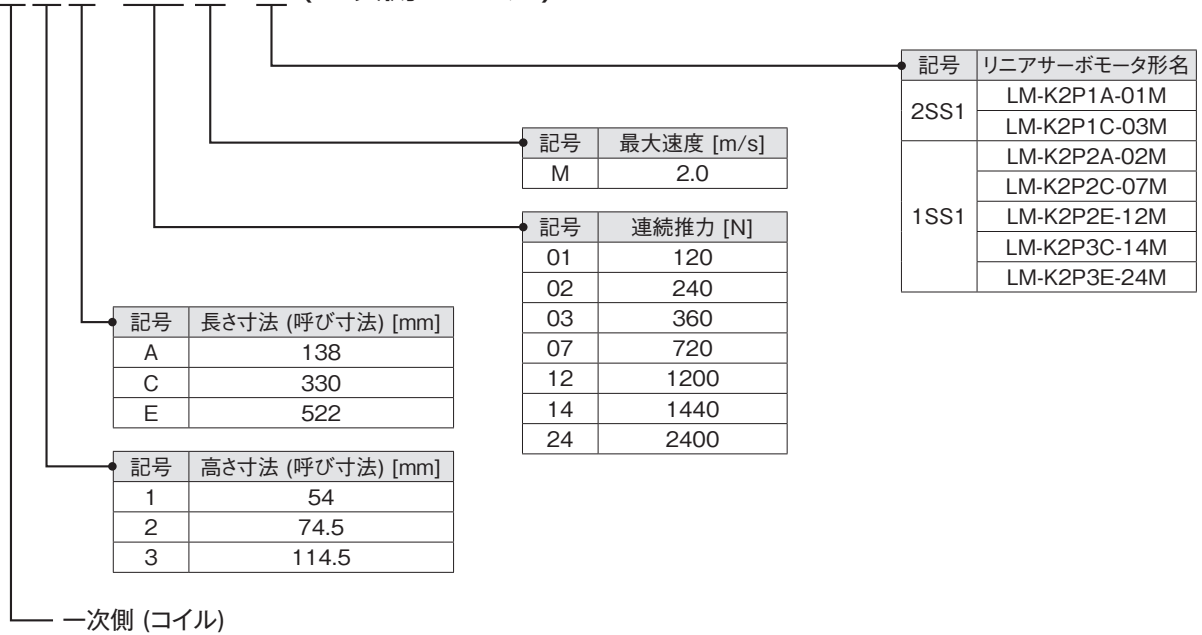 記号 リニアサーボモータ形名
2SS1 LM-K2P1A-01M
LM-K2P1C-03M
1SS1 LM-K2P2A-02M
LM-K2P2C-07M
LM-K2P2E-12M
LM-K2P3C-14M
LM-K2P3E-24M
記号 最大速度 [m/s]
M 2.0
記号 連続推力 [N]
01 120
02 240
03 360
07 720
12 1200
14 1440
24 2400
記号 長さ寸法 (呼び寸法) [mm]
A 138
C 330
E 522
記号 高さ寸法 (呼び寸法) [mm]
1 54
2 74.5
3 114.5
一次側 (コイル)